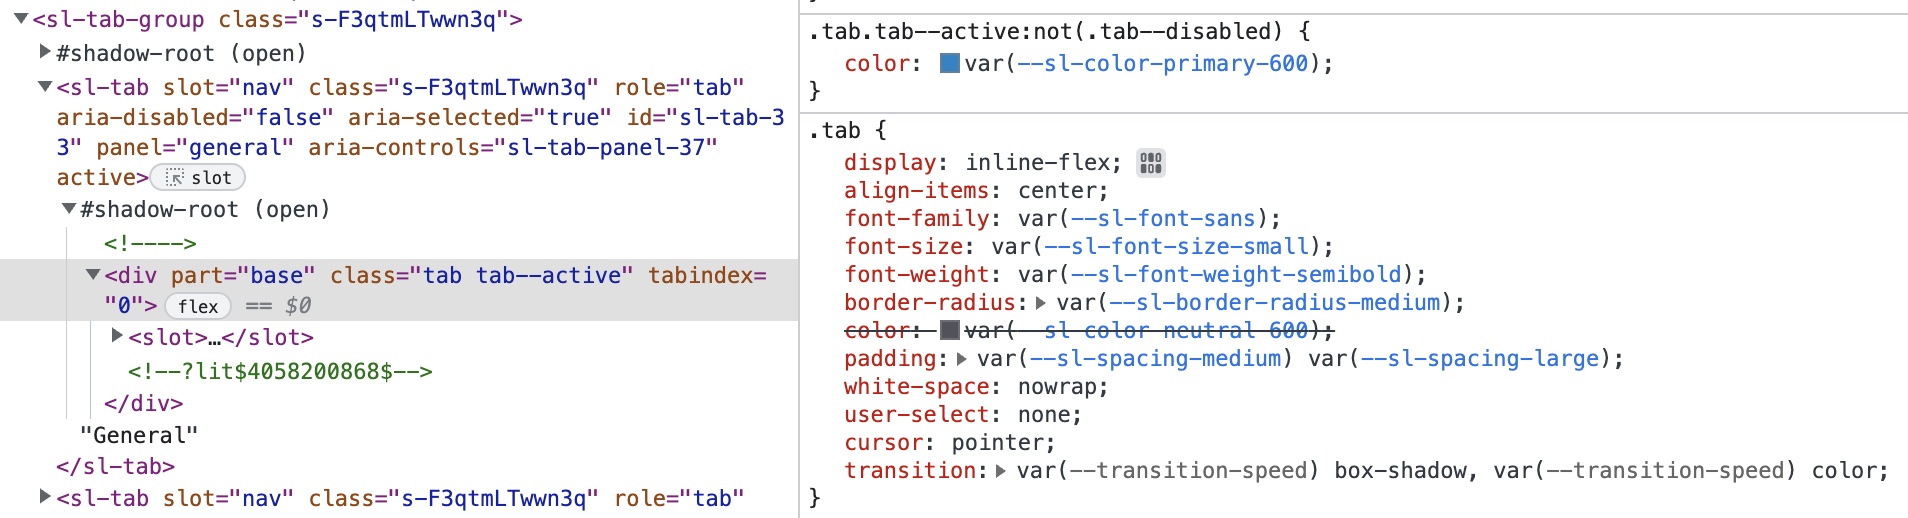 <sl-tab-group class="s-F3qtmLTwwn3q">
#shadow-root (open)
<sl-tab slot="nav" class="s-F3qtmLTwwn3q" role="tab"
aria-disabled="false" aria-selected="true" id="sl-tab-3
3" panel="general" aria-controls="sl-tab-panel-37"
active> slot
#shadow-root (open)
<!---->
<div part="base" class="tab tab--active" tabindex=
"0"> flex == $0
<slot>…</slot>
<!--?lit$4058200868$-->
</div>
"General"
</sl-tab>
<sl-tab slot="nav" class="s-F3qtmLTwwn3q" role="tab"
.tab.tab--active:not(.tab--disabled) {
color: var(--sl-color-primary-600);
}
.tab {
display: inline-flex;
align-items: center;
font-family: var(--sl-font-sans);
font-size: var(--sl-font-size-small);
font-weight: var(--sl-font-weight-semibold);
border-radius: var(--sl-border-radius-medium);
color: var(--sl-color-neutral-600);
padding: var(--sl-spacing-medium) var(--sl-spacing-large);
white-space: nowrap;
user-select: none;
cursor: pointer;
transition: var(--transition-speed) box-shadow, var(--transition-speed) color;
}